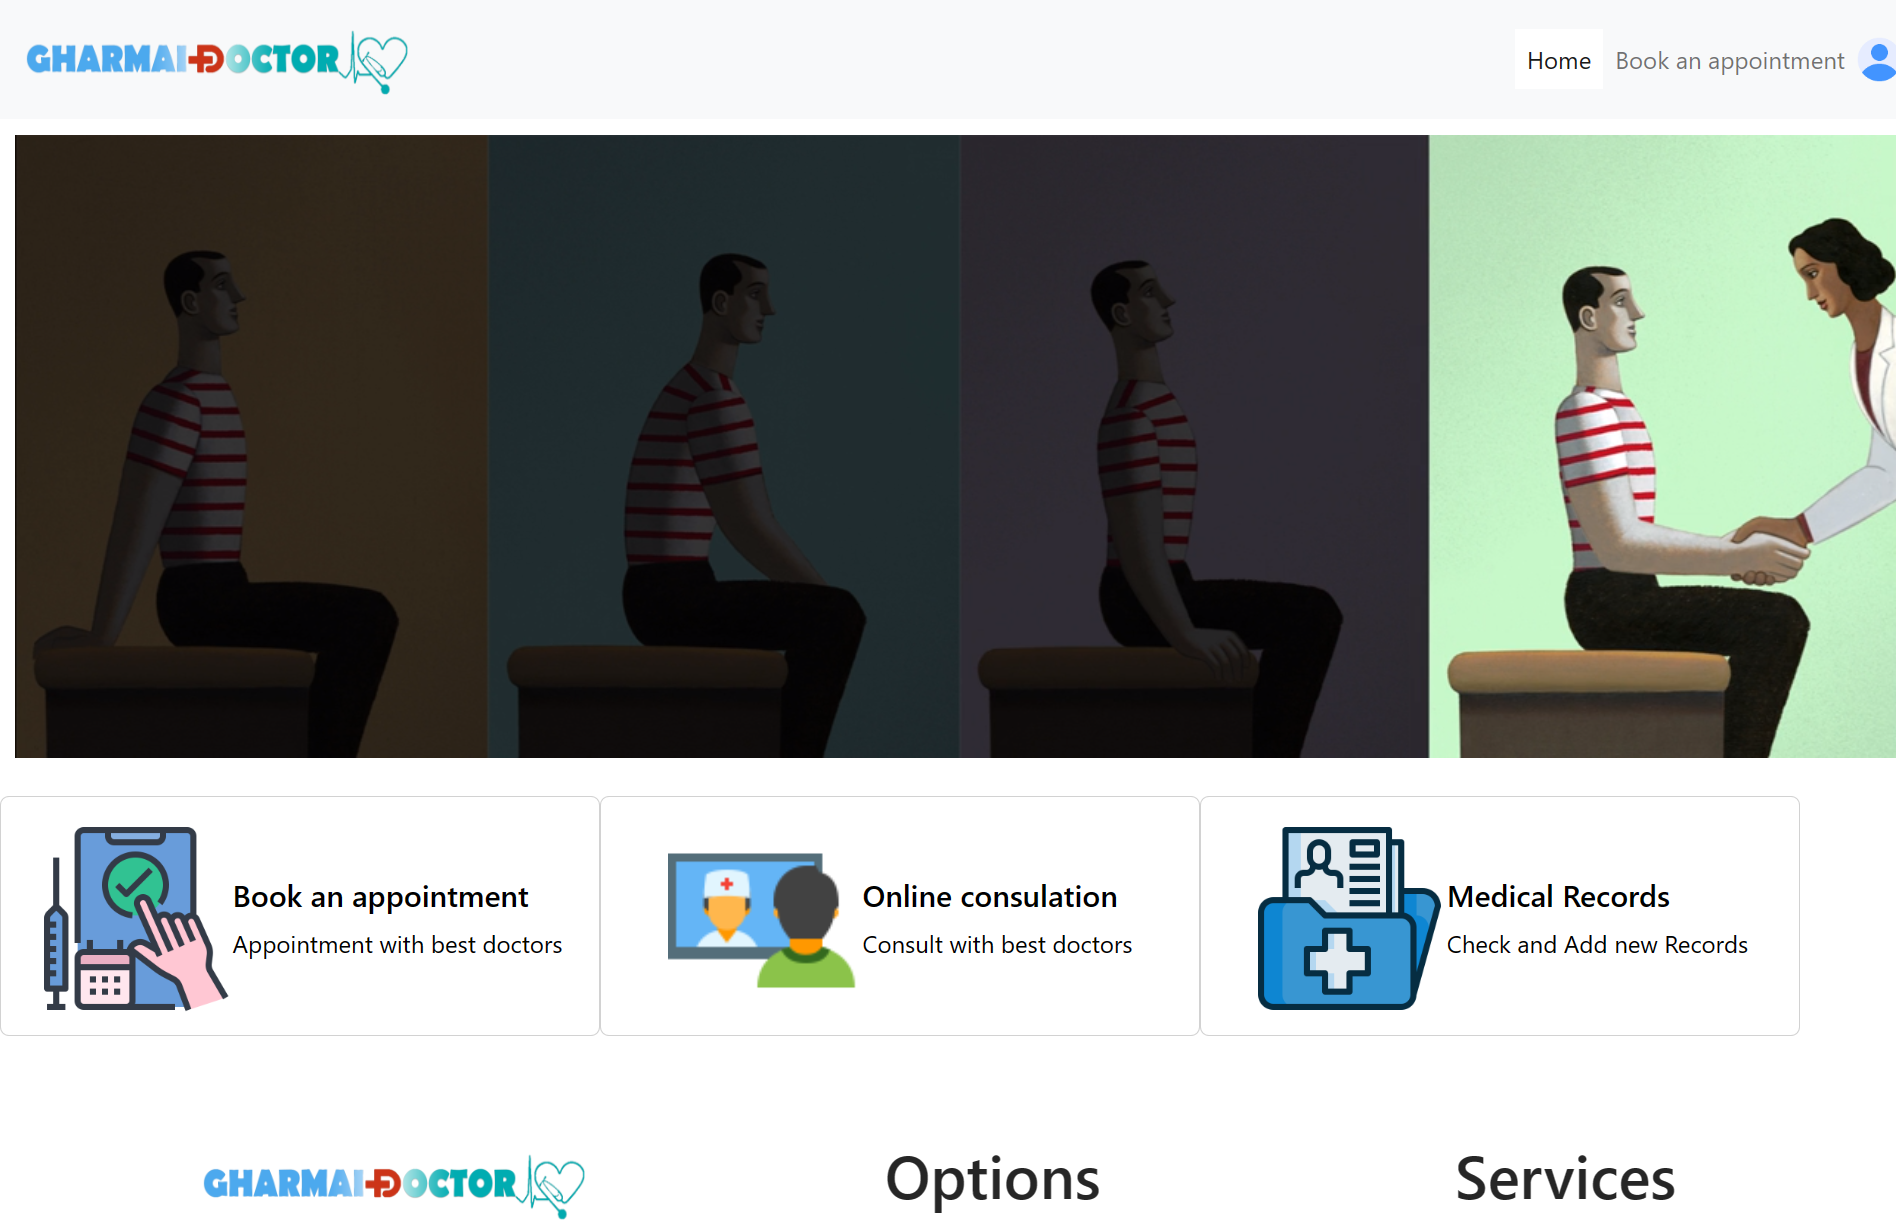 GHARMAI DOCTOR
Home Book an appointment
Book an appointment
Appointment with best doctors
Online consulation
Consult with best doctors
Medical Records
Check and Add new Records
GHARMAI DOCTOR
Options
Services